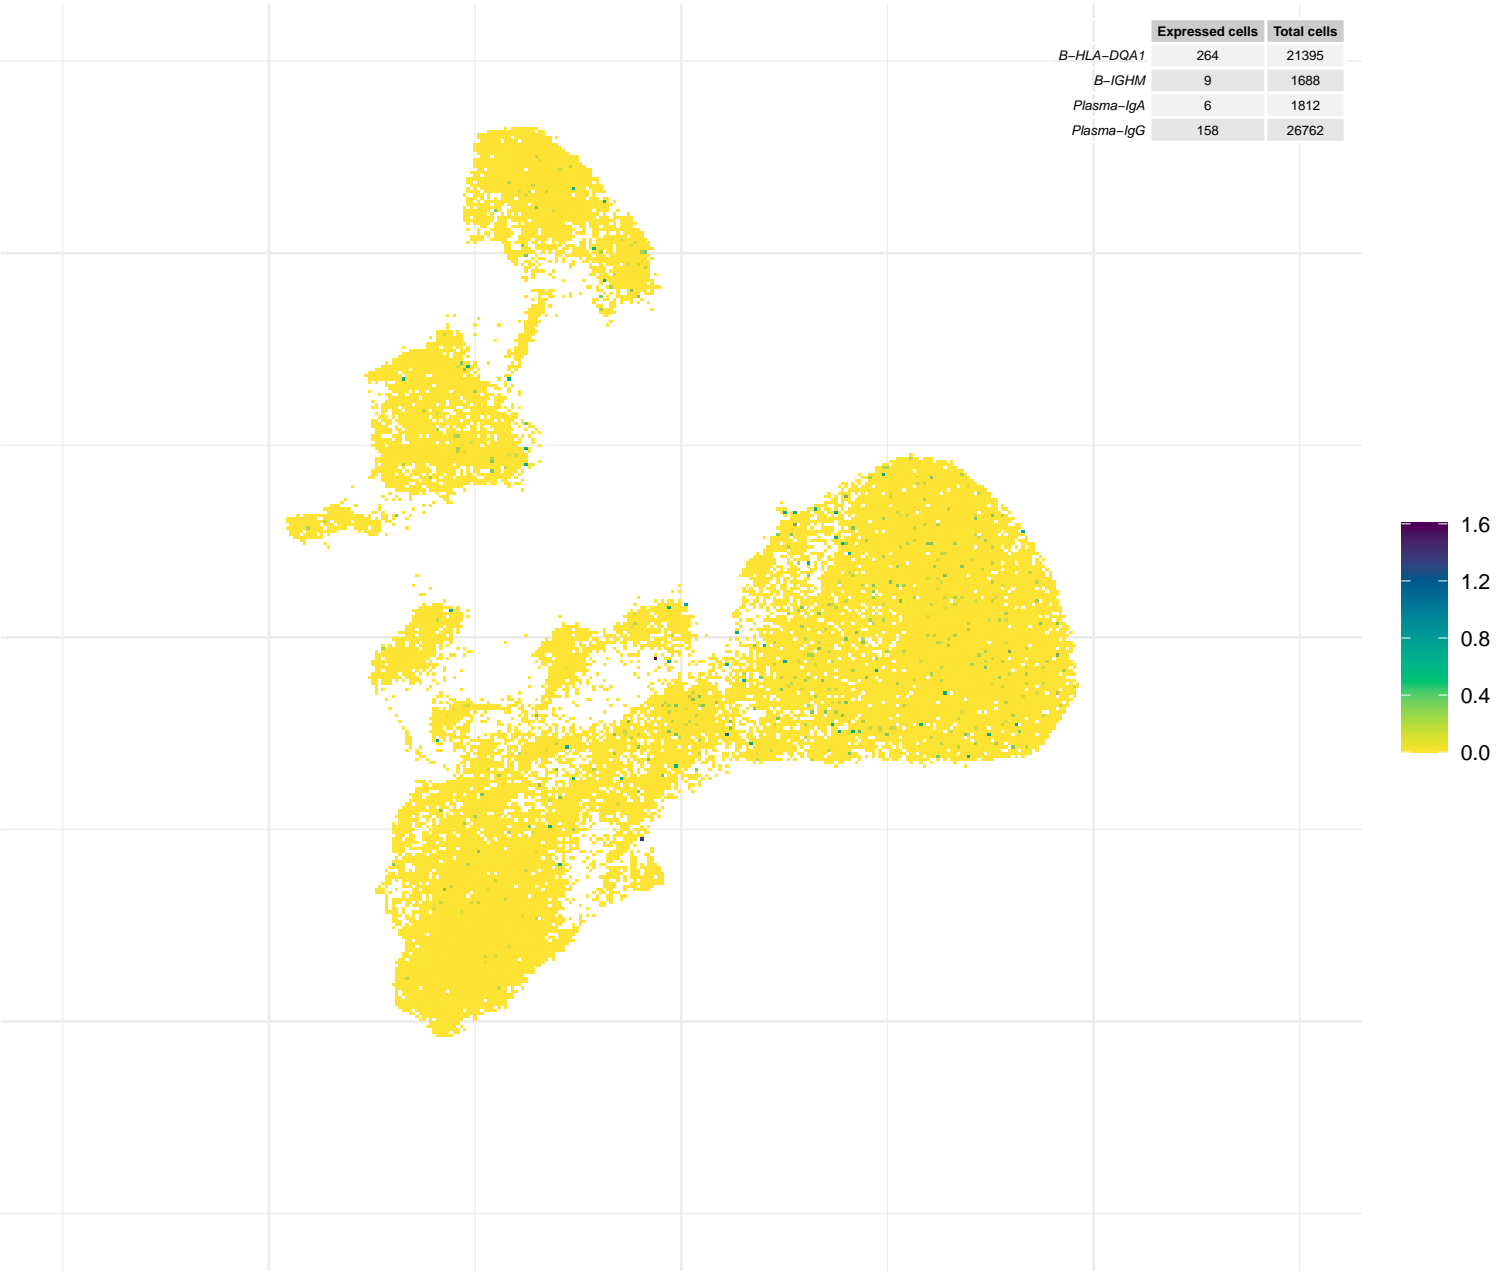 Expressed cells Total cells
B−HLA−DQA1 264 21395
B−IGHM 9 1688
Plasma−IgA 6 1812
Plasma−IgG 158 26762
1.6
1.2
0.8
0.4
0.0